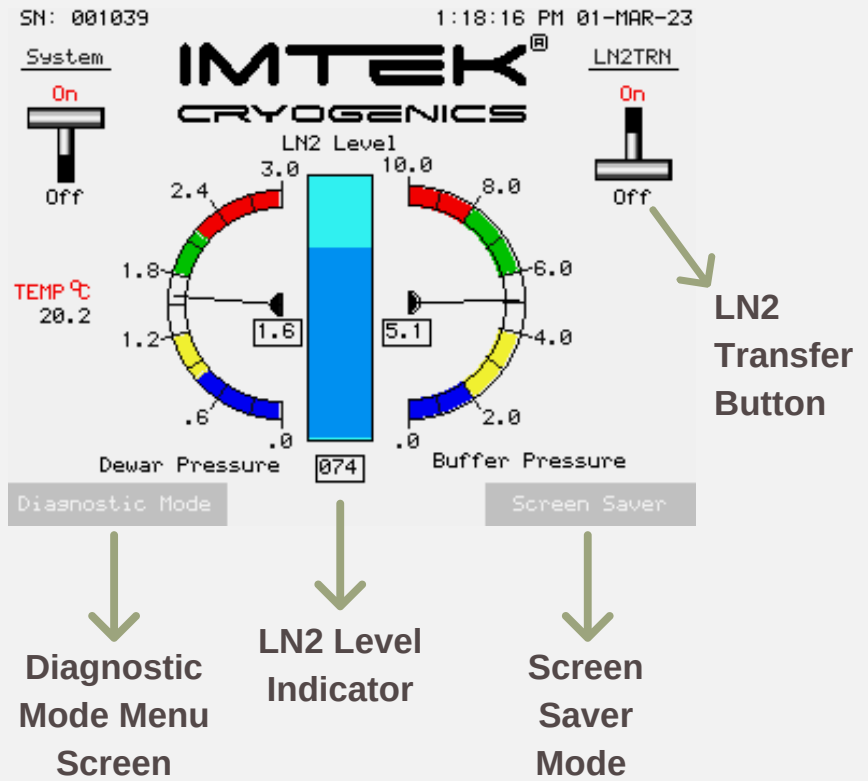 SN: 001039
1:18:16 PM 01-MAR-23
System
IMTEK®
LN2TRN
On
CRYOGENICS
On
LN2 Level
Off
Off
3.0
10.0
2.4
8.0
1.8
6.0
TEMP ºC
20.2
1.6
5.1
1.2
4.0
.6
2.0
.0
.0
Dewar Pressure
074
Buffer Pressure
Diagnostic Mode
Screen Saver
LN2
Transfer
Button
Diagnostic
Mode Menu
Screen
LN2 Level
Indicator
Screen
Saver
Mode